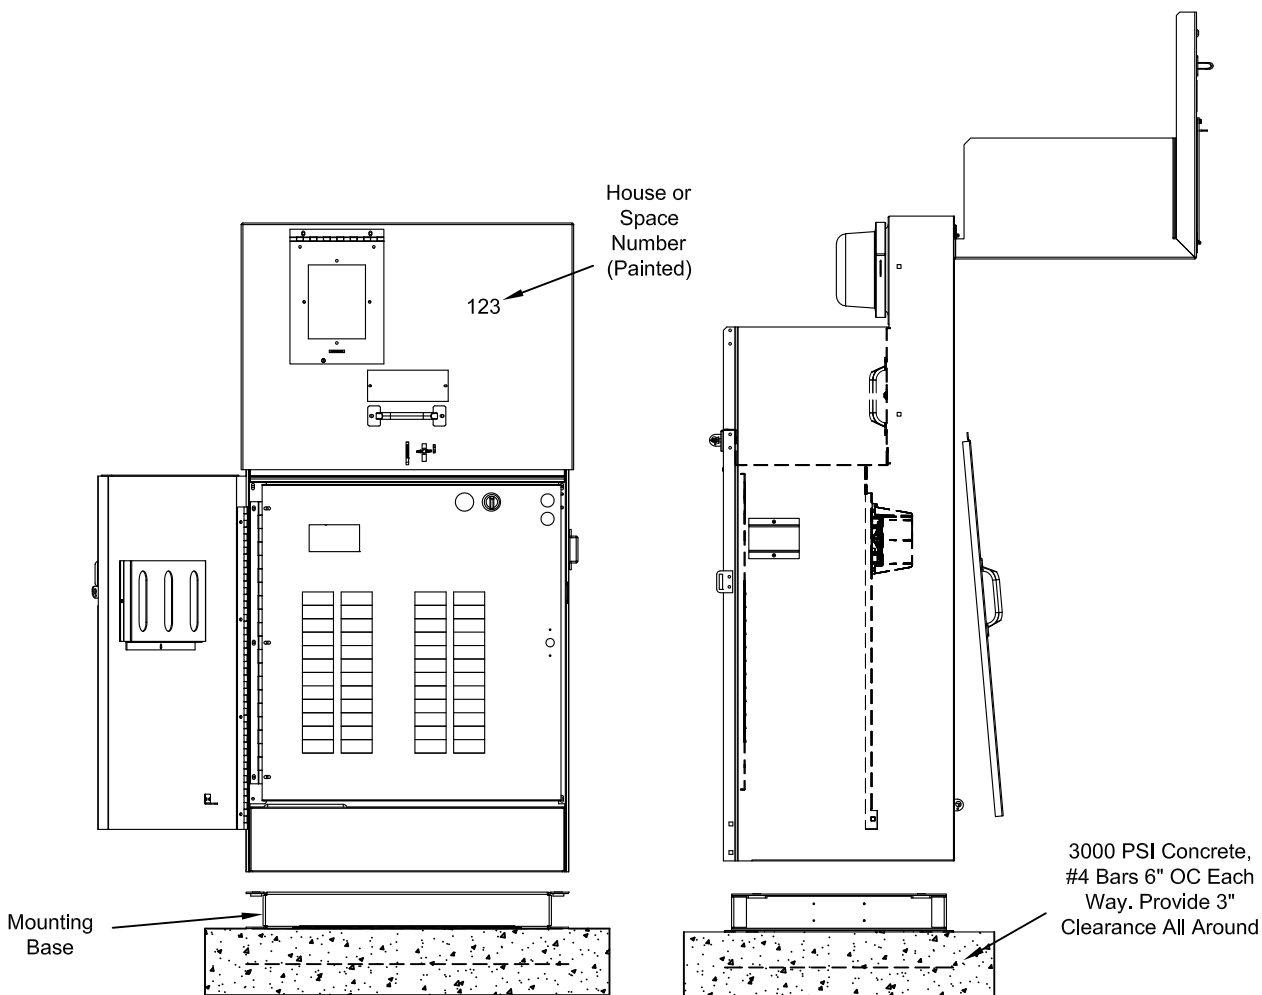 House or
Space
Number
(Painted)
123
3000 PSI Concrete,
#4 Bars 6" OC Each
Way. Provide 3"
Clearance All Around
Mounting
Base